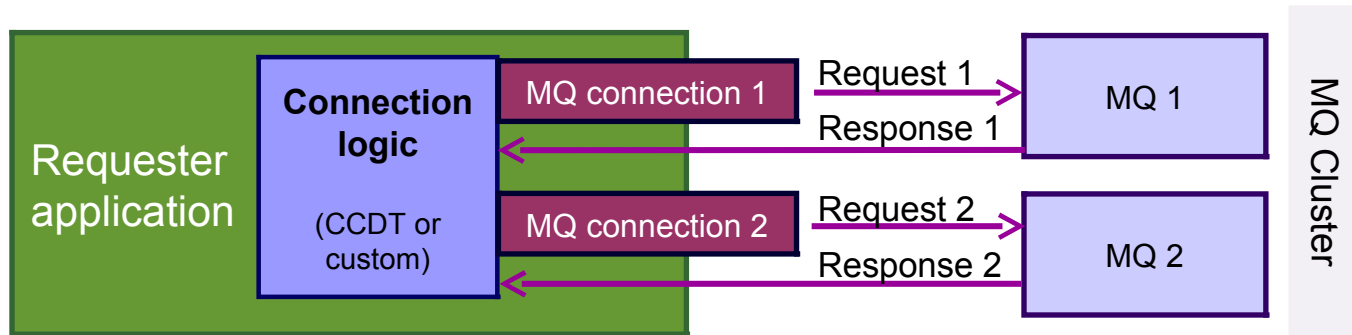 Requester
application
Connection
logic
(CCDT or
custom)
MQ connection 1
Request 1
Response 1
MQ 1
MQ connection 2
Request 2
Response 2
MQ 2
MQ Cluster